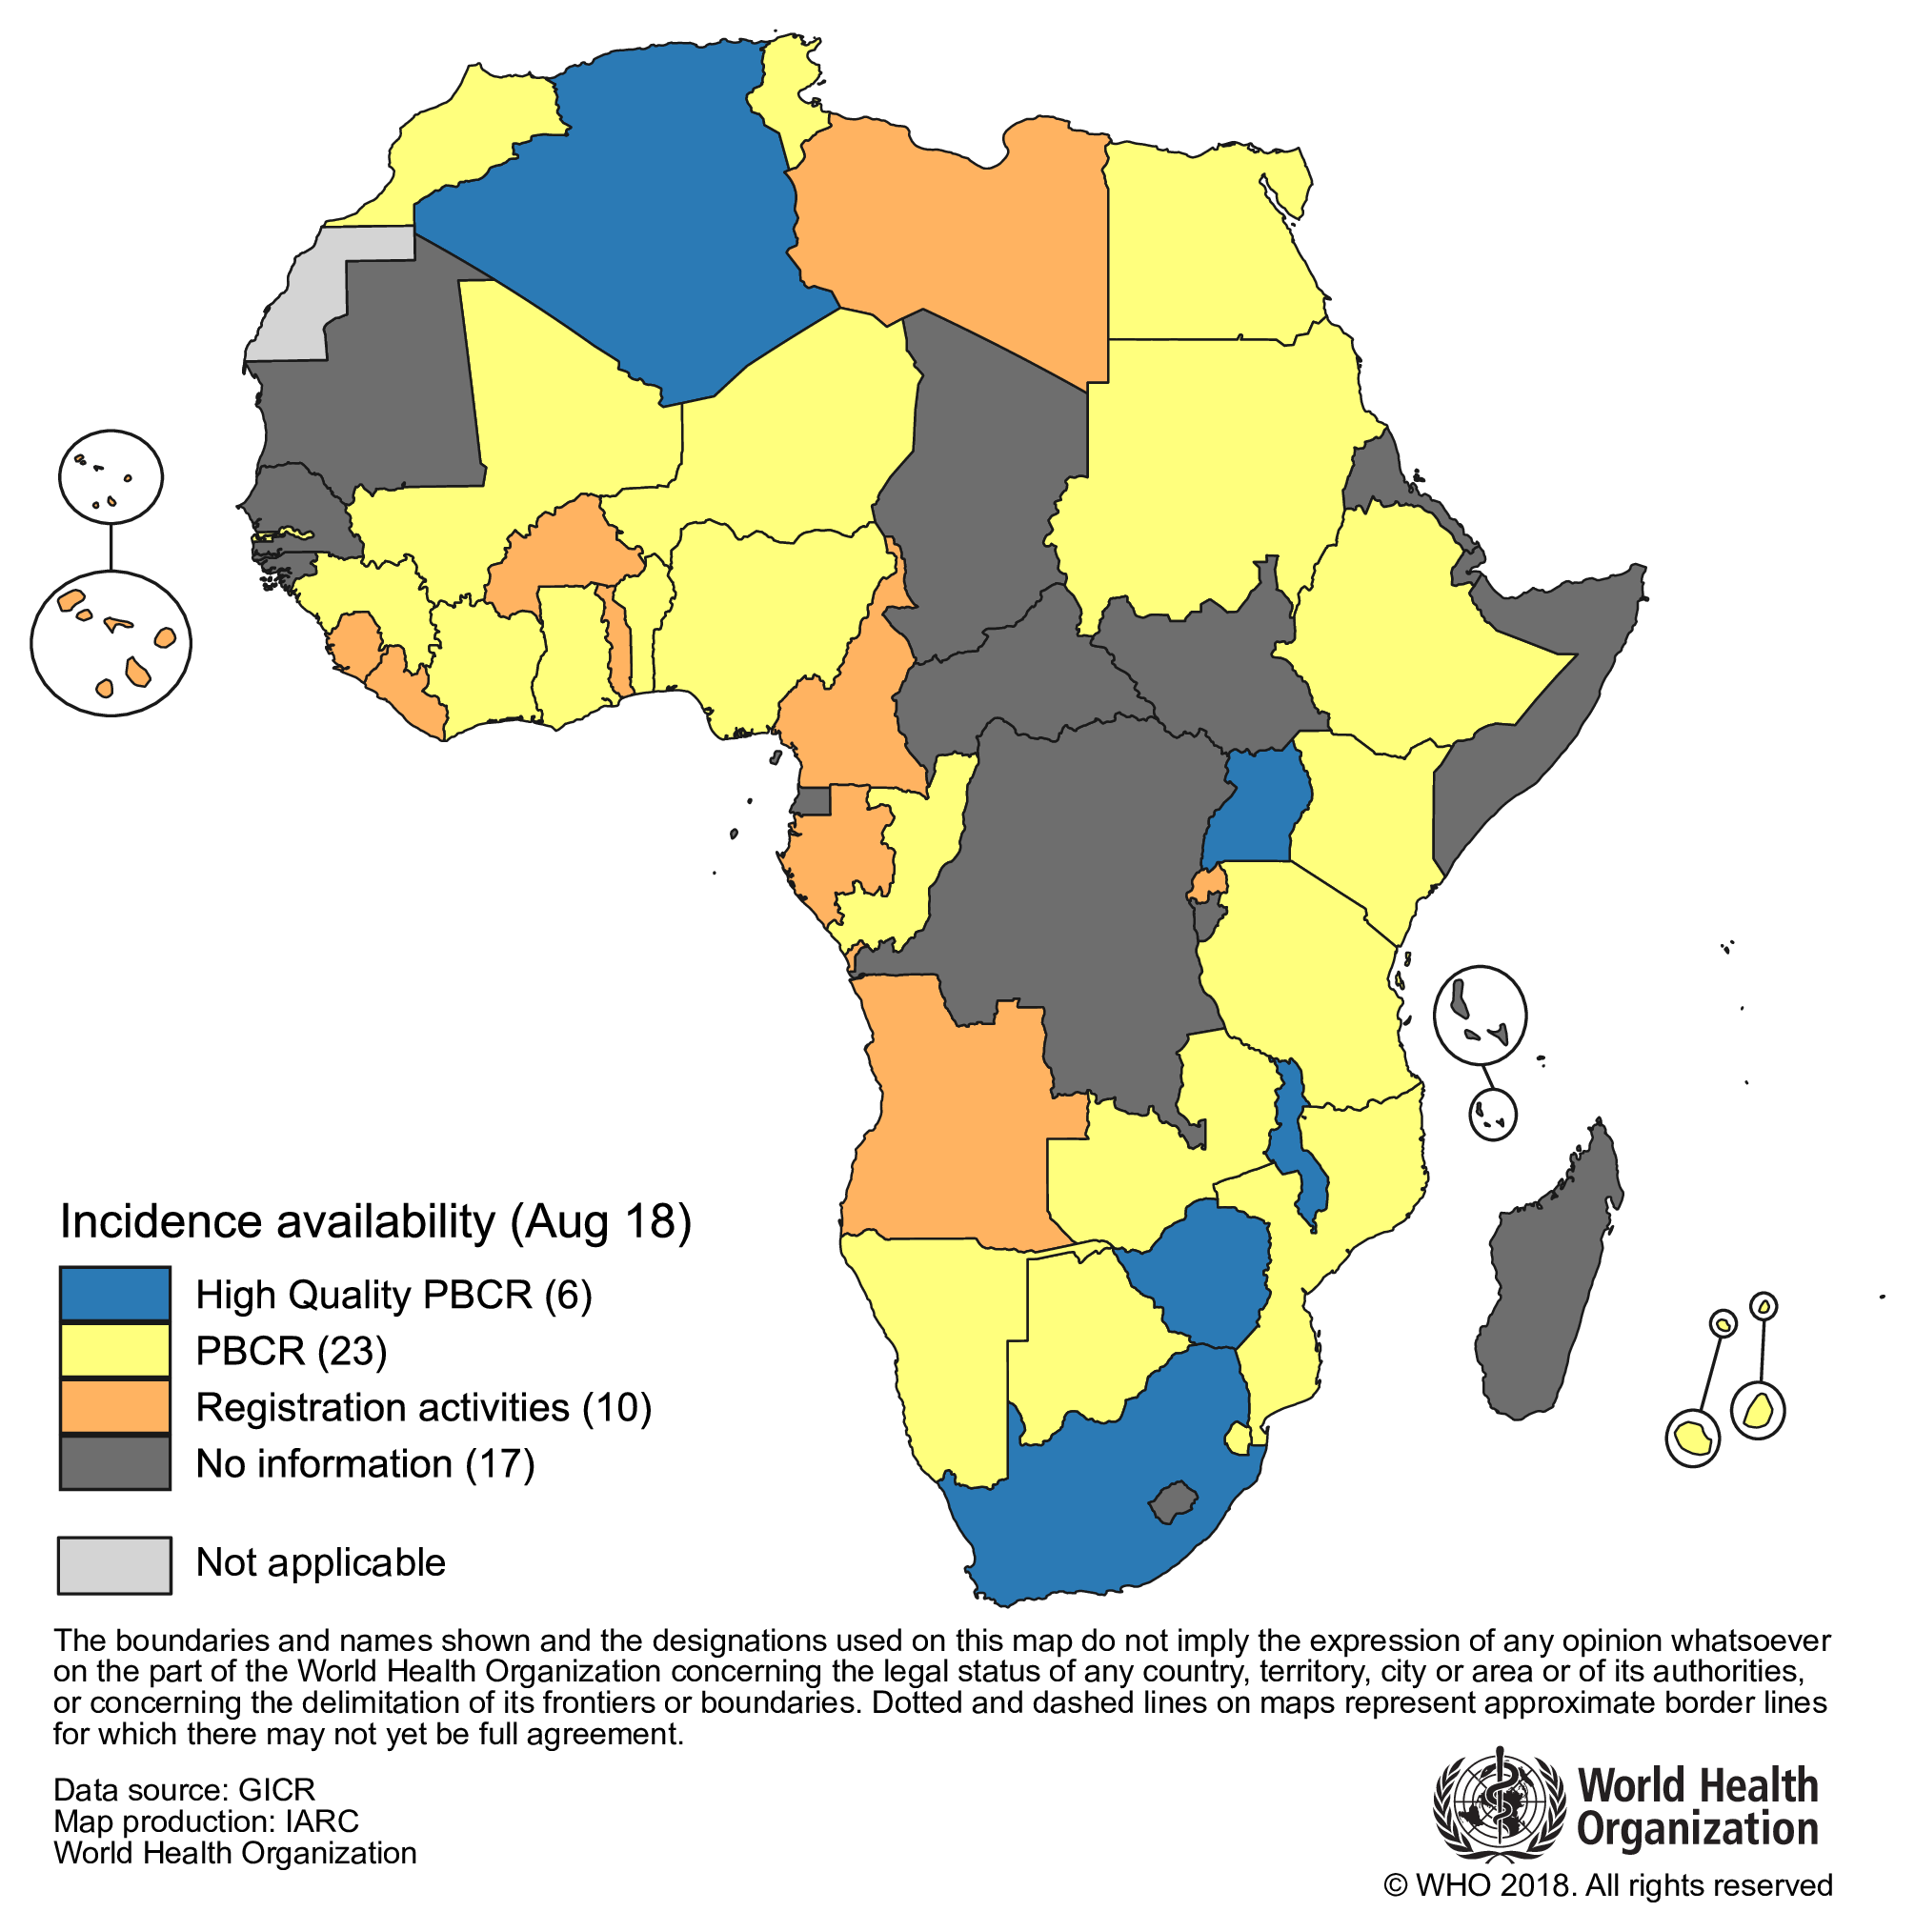 Incidence availability (Aug 18)
High Quality PBCR (6)
PBCR (23)
Registration activities (10)
No information (17)
Not applicable
The boundaries and names shown and the designations used on this map do not imply the expression of any opinion whatsoever
on the part of the World Health Organization concerning the legal status of any country, territory, city or area or of its authorities,
or concerning the delimitation of its frontiers or boundaries. Dotted and dashed lines on maps represent approximate border lines
for which there may not yet be full agreement.
Data source: GICR
Map production: IARC
World Health Organization
World Health
Organization
© WHO 2018. All rights reserved